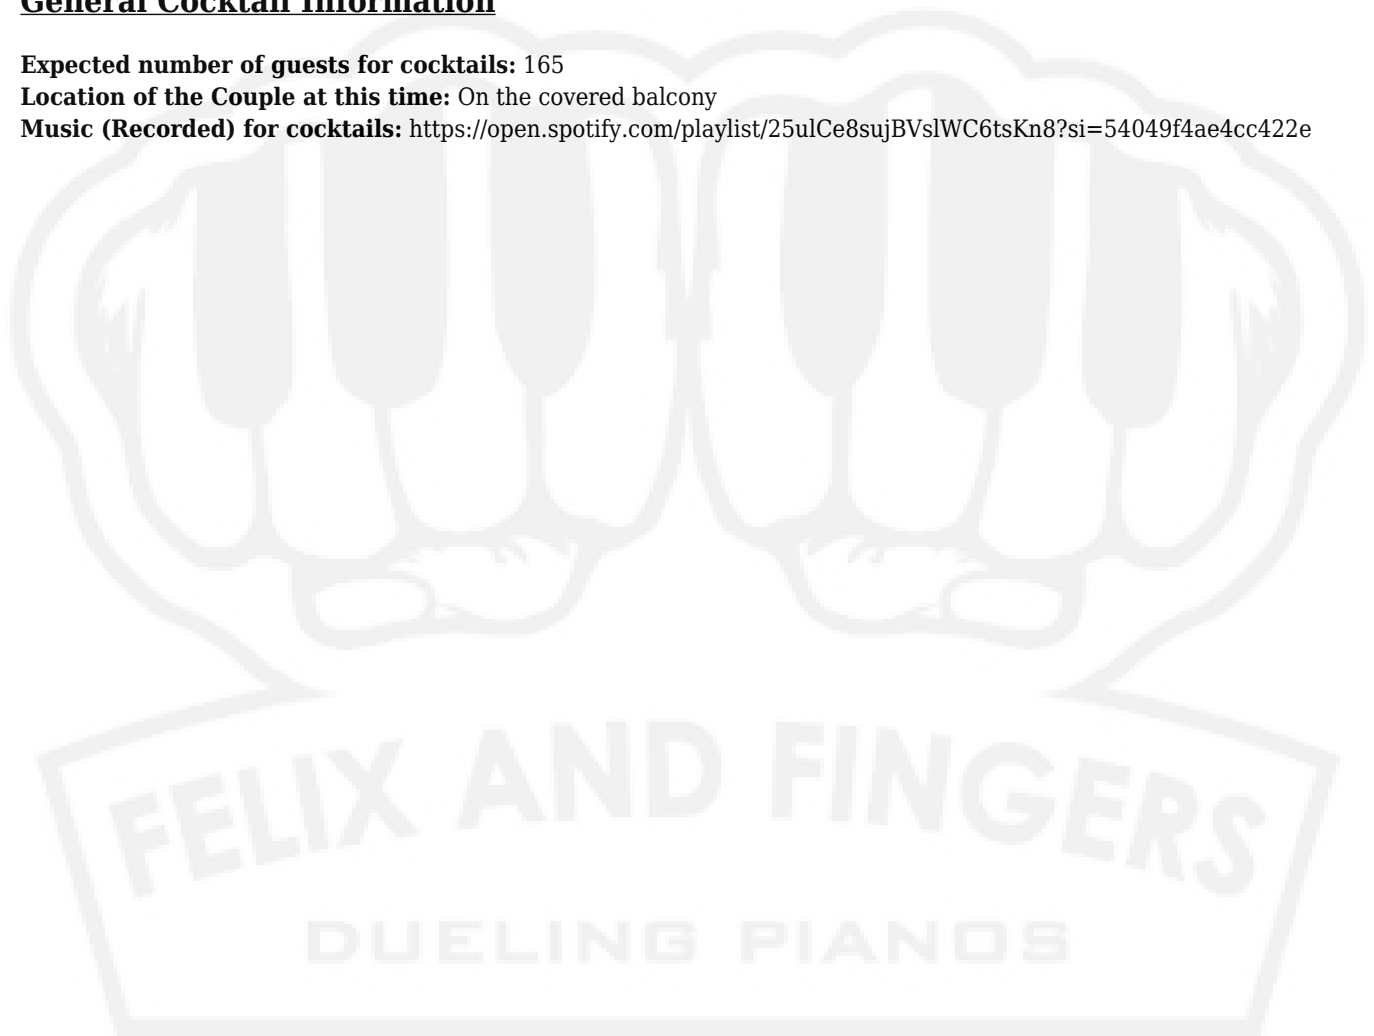 General Cocktail Information
Expected number of guests for cocktails: 165
Location of the Couple at this time: On the covered balcony
Music (Recorded) for cocktails: https://open.spotify.com/playlist/25ulCe8sujBVslWC6tsKn8?si=54049f4ae4cc422e
FELIX AND FINGERS
DUELING PIANOS